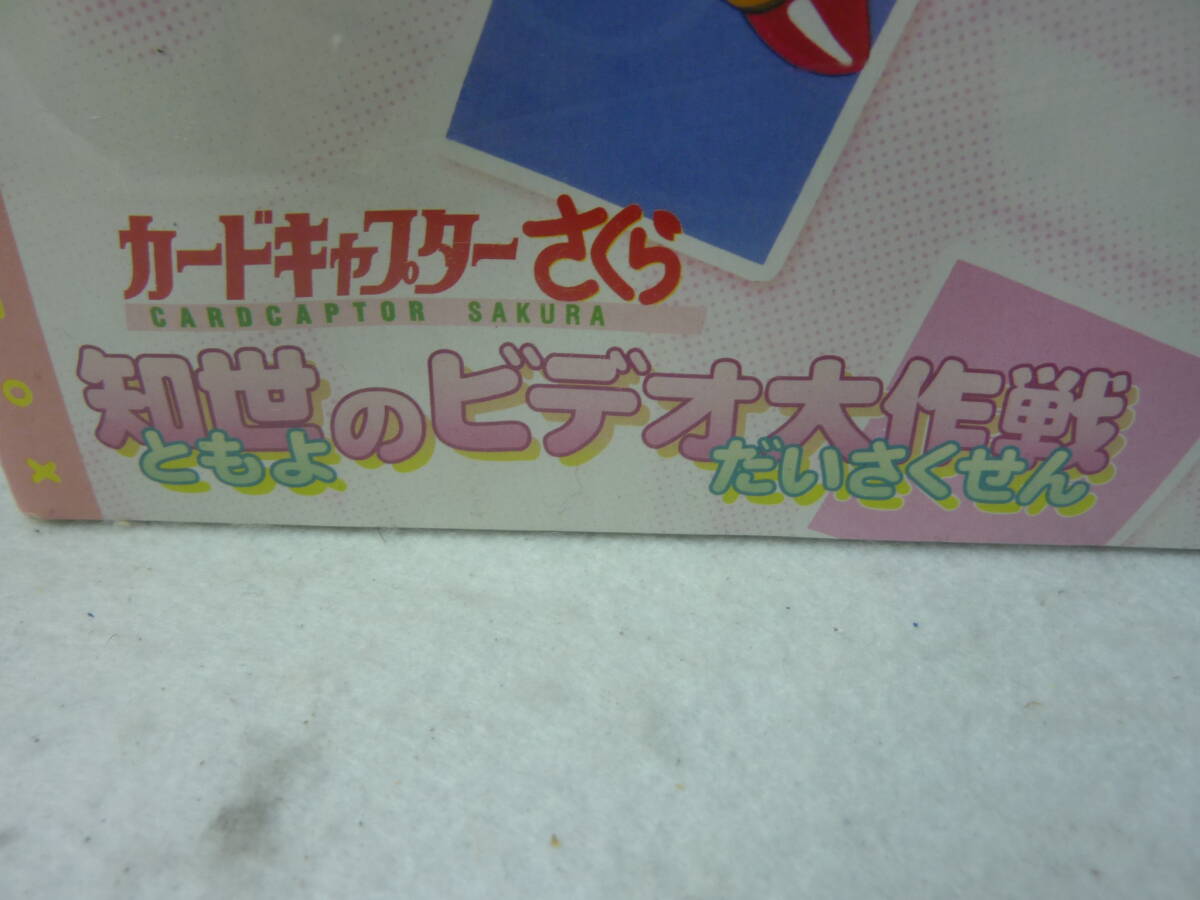 カードキャプターさくら
CARDCAPTOR SAKURA
知世のビデオ大作戦
ともよ だいさくせん
o x